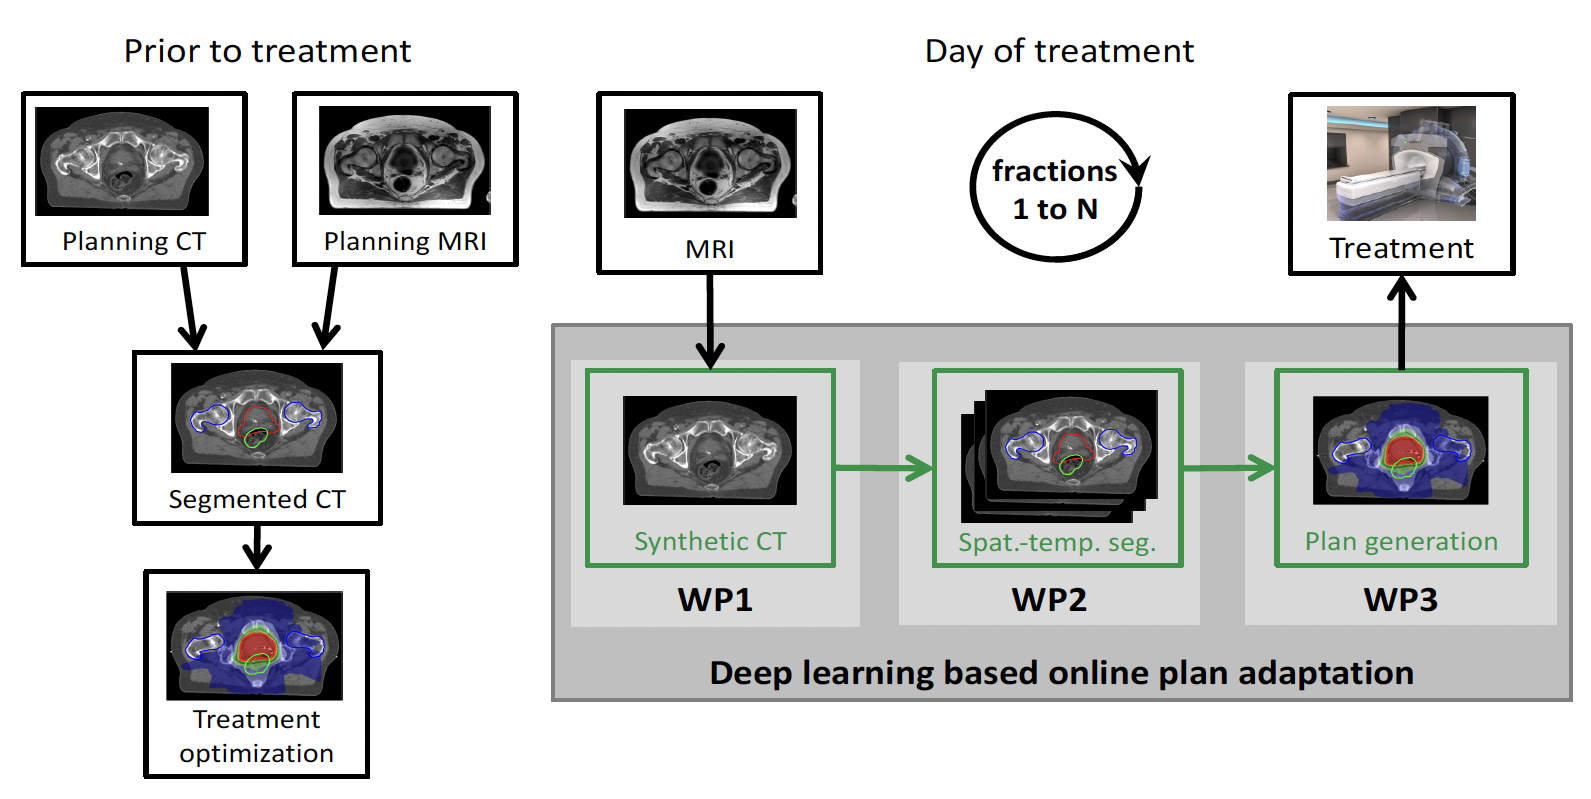 Prior to treatment
Day of treatment
Planning CT
Planning MRI
MRI
fractions
1 to N
Treatment
Segmented CT
Treatment
optimization
Synthetic CT
Spat.-temp. seg.
Plan generation
WP1
WP2
WP3
Deep learning based online plan adaptation